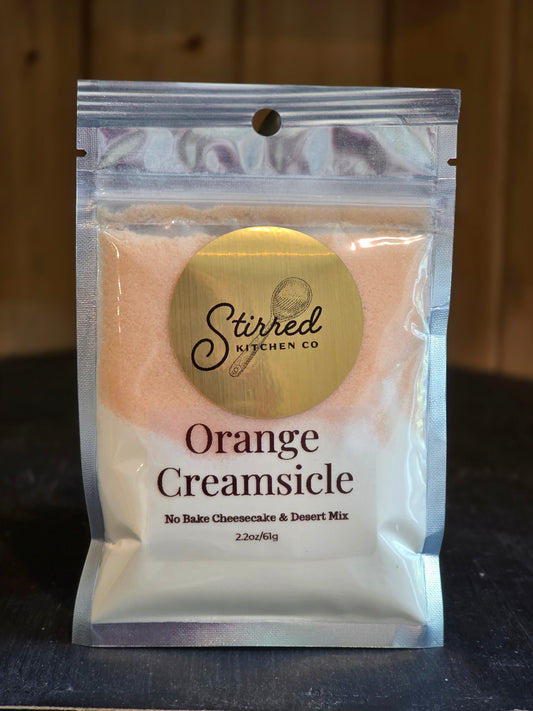 Stirred
KITCHEN CO
Orange
Creamsicle
No Bake Cheesecake & Desert Mix
2.2oz/61g